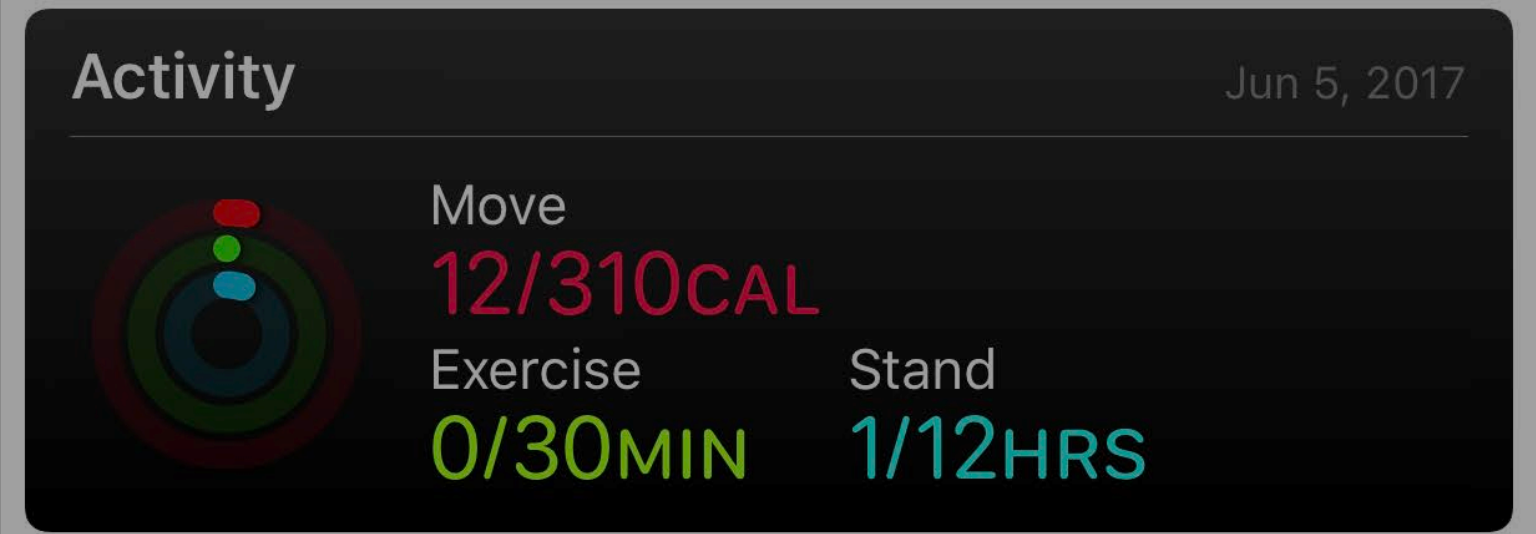 Activity
Jun 5, 2017
Move
12/310CAL
Exercise
0/30MIN
Stand
1/12HRS